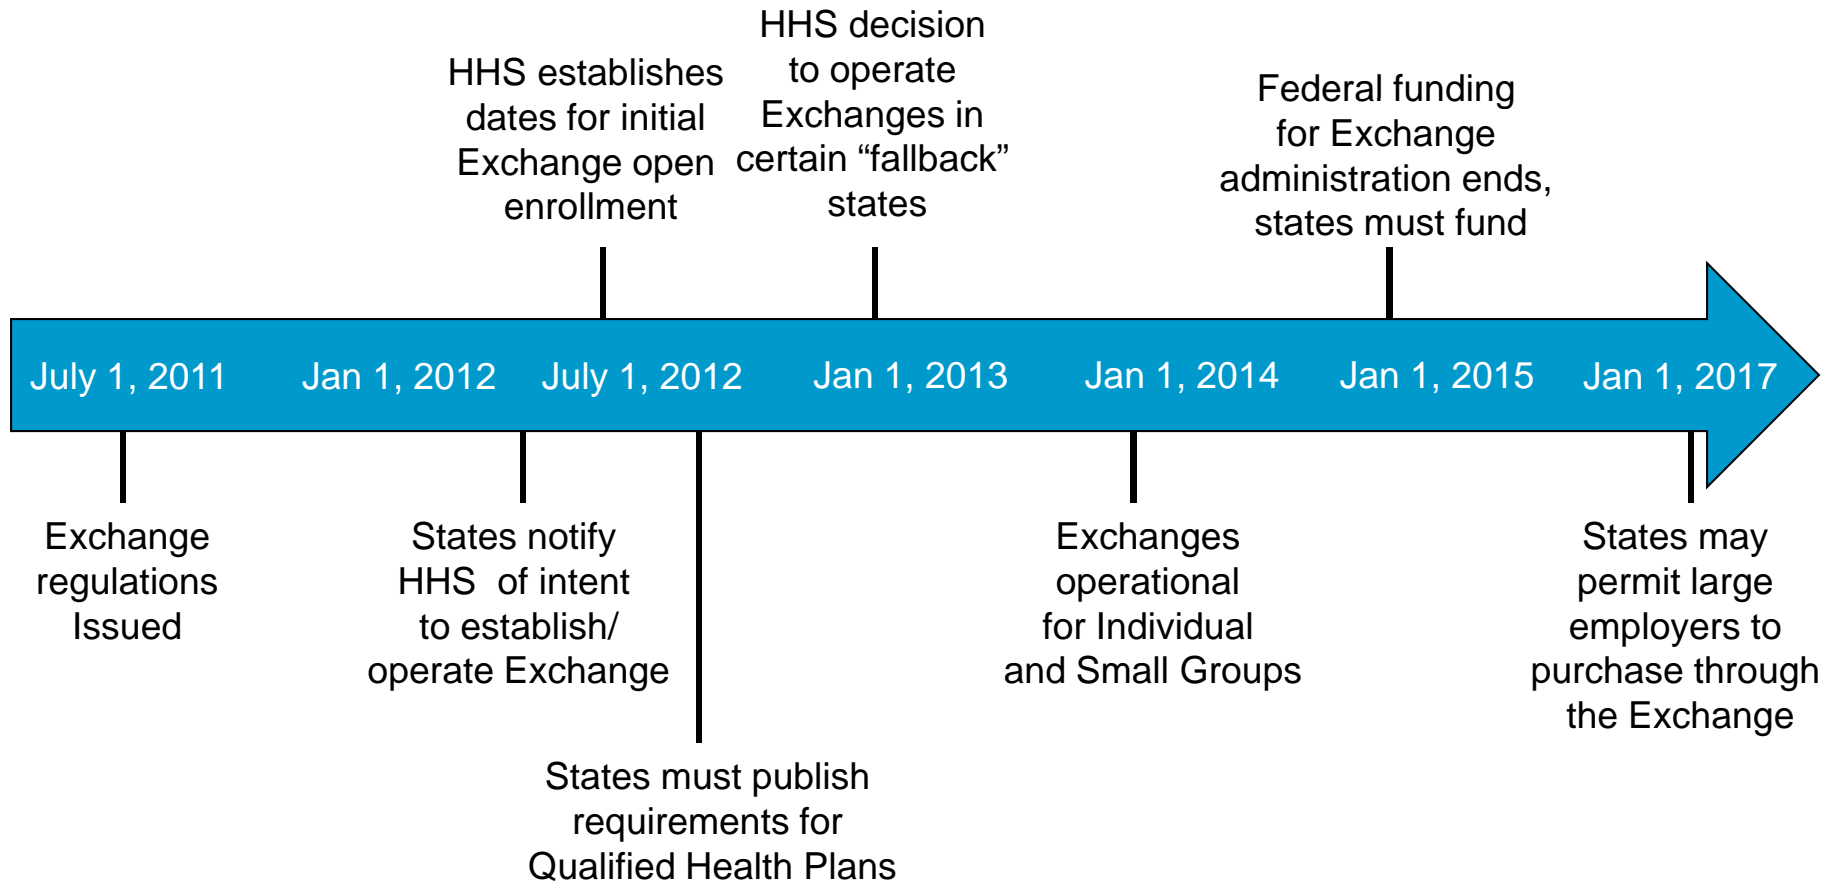 HHS establishes
dates for initial
Exchange open
enrollment
HHS decision
to operate
Exchanges in
certain “fallback”
states
Federal funding
for Exchange
administration ends,
states must fund
July 1, 2011
Jan 1, 2012
July 1, 2012
Jan 1, 2013
Jan 1, 2014
Jan 1, 2015
Jan 1, 2017
Exchange
regulations
Issued
States notify
HHS  of intent
to establish/
operate Exchange
States must publish
requirements for
Qualified Health Plans
Exchanges
operational
for Individual
and Small Groups
States may
permit large
employers to
purchase through
the Exchange